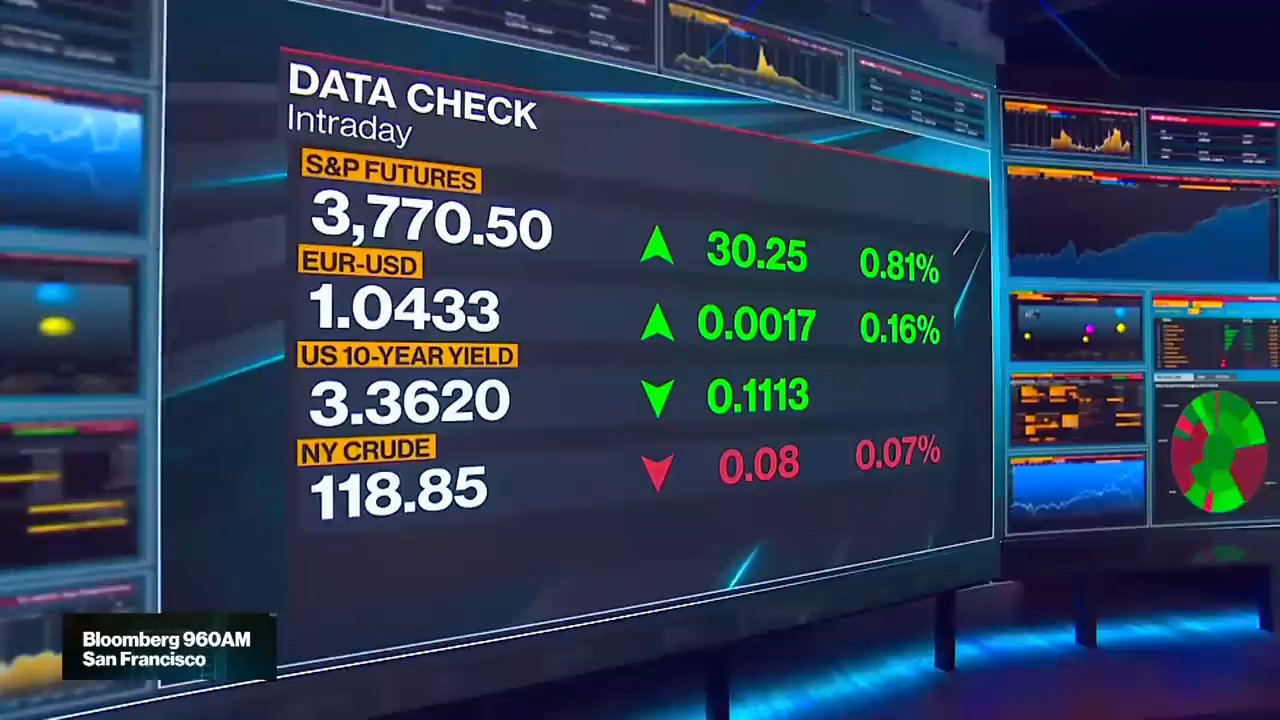 DATA CHECK
Intraday
S&P FUTURES
3,770.50 ▲ 30.25 0.81%
EUR-USD
1.0433 ▲ 0.0017 0.16%
US 10-YEAR YIELD
3.3620 ▼ 0.1113
NY CRUDE
118.85 ▼ 0.08 0.07%
Bloomberg 960AM
San Francisco